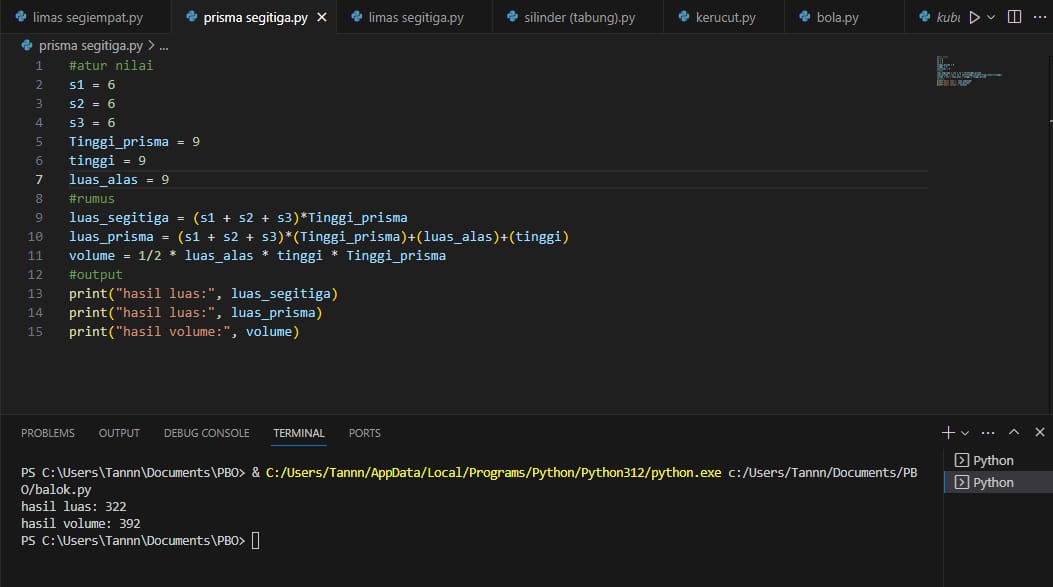 limas segiempat.py
prisma segitiga.py
limas segitiga.py
silinder (tabung).py
kerucut.py
bola.py
prisma segitiga.py > ...
1 #atur nilai
2 s1 = 6
3 s2 = 6
4 s3 = 6
5 Tinggi_prisma = 9
6 tinggi = 9
7 luas_alas = 9
8 #rumus
9 luas_segitiga = (s1 + s2 + s3)*Tinggi_prisma
10 luas_prisma = (s1 + s2 + s3)*(Tinggi_prisma)+(luas_alas)+(tinggi)
11 volume = 1/2 * luas_alas * tinggi * Tinggi_prisma
12 #output
13 print("hasil luas:", luas_segitiga)
14 print("hasil luas:", luas_prisma)
15 print("hasil volume:", volume)
PROBLEMS OUTPUT DEBUG CONSOLE TERMINAL PORTS
PS C:\Users\Tannn\Documents\PBO> & C:/Users/Tannn/AppData/Local/Programs/Python/Python312/python.exe c:/Users/Tannn/Documents/PB
O/balok.py
hasil luas: 322
hasil volume: 392
PS C:\Users\Tannn\Documents\PBO>
Python
Python